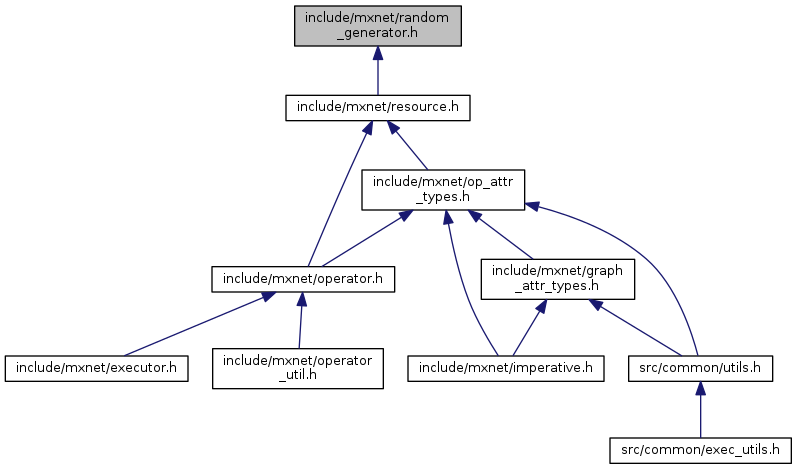 include/mxnet/random
_generator.h
include/mxnet/resource.h
include/mxnet/op_attr
_types.h
include/mxnet/operator.h
include/mxnet/graph
_attr_types.h
include/mxnet/executor.h
include/mxnet/operator
_util.h
include/mxnet/imperative.h
src/common/utils.h
src/common/exec_utils.h